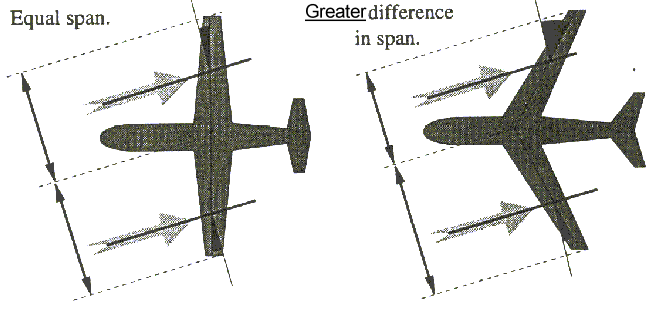 Equal span.
Greater difference
in span.